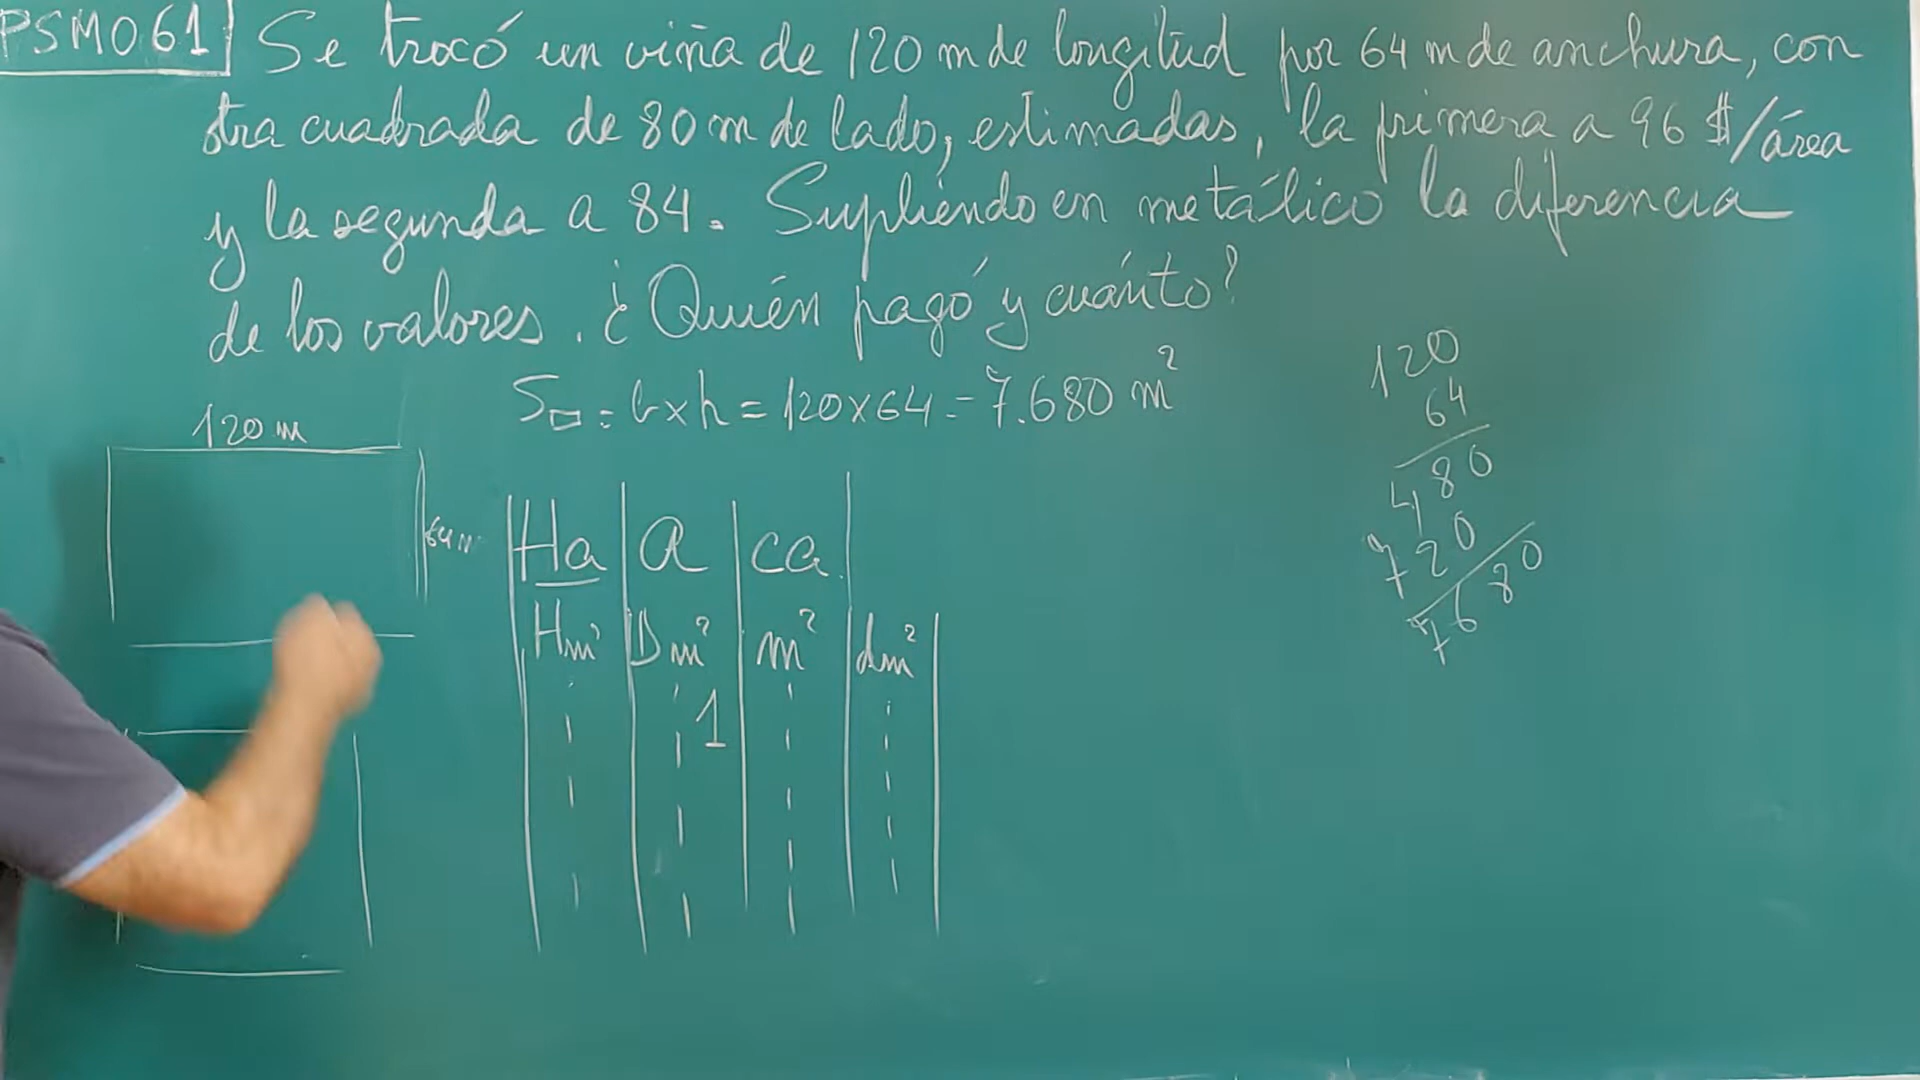 PSM061 Se trocó un viña de 120 m de longitud por 64 m de anchura, con
otra cuadrada de 80 m de lado, estimadas, la primera a 96 $/área
y la segunda a 84. Supliendo en metálico la diferencia
de los valores. ¿Quién pagó y cuánto?
S▭ = b x h = 120 x 64 = 7.680 m²
120 m
64 m
Ha a ca
Hm² Dm² m² dm²
1
120
64
480
720
7680